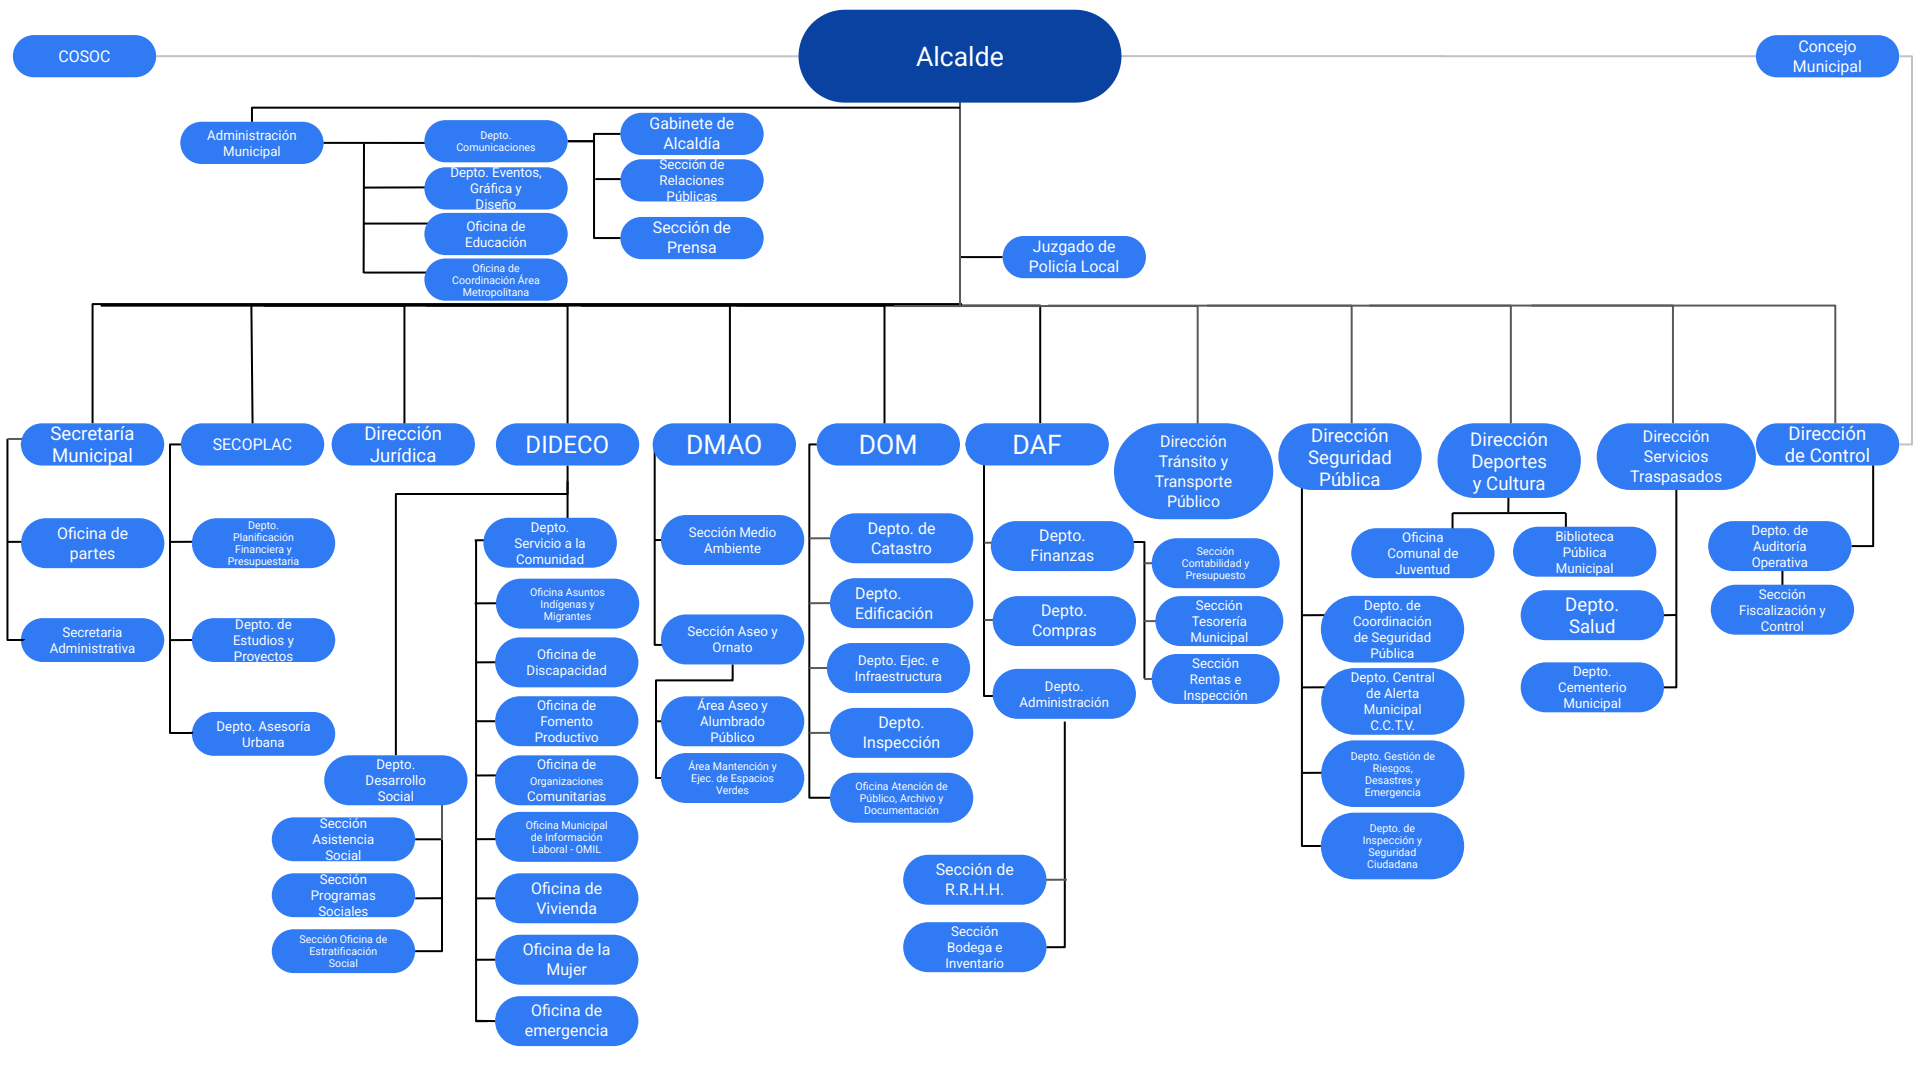 COSOC
Alcalde
Concejo
Municipal
Administración
Municipal
Depto.
Comunicaciones
Depto. Eventos,
Gráfica y
Diseño
Oficina de
Educación
Oficina de
Coordinación Área
Metropolitana
Gabinete de
Alcaldía
Sección de
Relaciones
Públicas
Sección de
Prensa
Juzgado de
Policía Local
Secretaría
Municipal
SECOPLAC
Dirección
Jurídica
DIDECO
DMAO
DOM
DAF
Dirección
Tránsito y
Transporte
Público
Dirección
Seguridad
Pública
Dirección
Deportes
y Cultura
Dirección
Servicios
Traspasados
Dirección
de Control
Oficina de
partes
Secretaria
Administrativa
Depto.
Planificación
Financiera y
Presupuestaria
Depto. de
Estudios y
Proyectos
Depto. Asesoría
Urbana
Depto.
Desarrollo
Social
Sección
Asistencia
Social
Sección
Programas
Sociales
Sección Oficina de
Estratificación
Social
Depto.
Servicio a la
Comunidad
Oficina Asuntos
Indígenas y
Migrantes
Oficina de
Discapacidad
Oficina de
Fomento
Productivo
Oficina de
Organizaciones
Comunitarias
Oficina Municipal
de Información
Laboral - OMIL
Oficina de
Vivienda
Oficina de la
Mujer
Oficina de
emergencia
Sección Medio
Ambiente
Sección Aseo y
Ornato
Área Aseo y
Alumbrado
Público
Área Mantención y
Ejec. de Espacios
Verdes
Depto. de
Catastro
Depto.
Edificación
Depto. Ejec. e
Infraestructura
Depto.
Inspección
Oficina Atención de
Público, Archivo y
Documentación
Depto.
Finanzas
Depto.
Compras
Depto.
Administración
Sección
Contabilidad y
Presupuesto
Sección
Tesorería
Municipal
Sección
Rentas e
Inspección
Sección de
R.R.H.H.
Sección
Bodega e
Inventario
Depto. de
Coordinación
de Seguridad
Pública
Depto. Central
de Alerta
Municipal
C.C.T.V.
Depto. Gestión de
Riesgos,
Desastres y
Emergencia
Depto. de
Inspección y
Seguridad
Ciudadana
Oficina
Comunal de
Juventud
Biblioteca
Pública
Municipal
Depto.
Salud
Depto.
Cementerio
Municipal
Depto. de
Auditoría
Operativa
Sección
Fiscalización y
Control